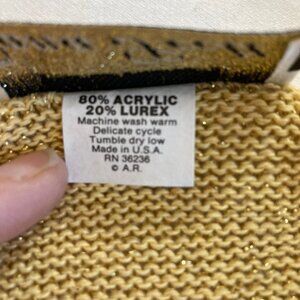 80% ACRYLIC
20% LUREX
Machine wash warm
Delicate cycle
Tumble dry low
Made in U.S.A.
RN 36236
© A.R.